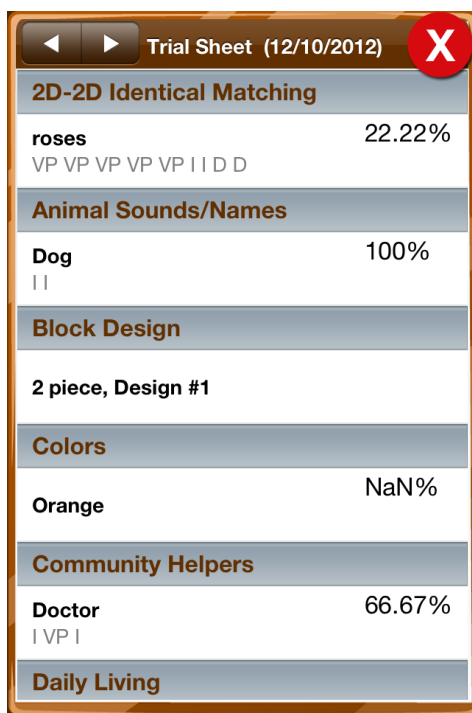 Trial Sheet (12/10/2012)
X
2D-2D Identical Matching
roses 22.22%
VP VP VP VP VP I I D D
Animal Sounds/Names
Dog 100%
I I
Block Design
2 piece, Design #1
Colors
Orange NaN%
Community Helpers
Doctor 66.67%
I VP I
Daily Living